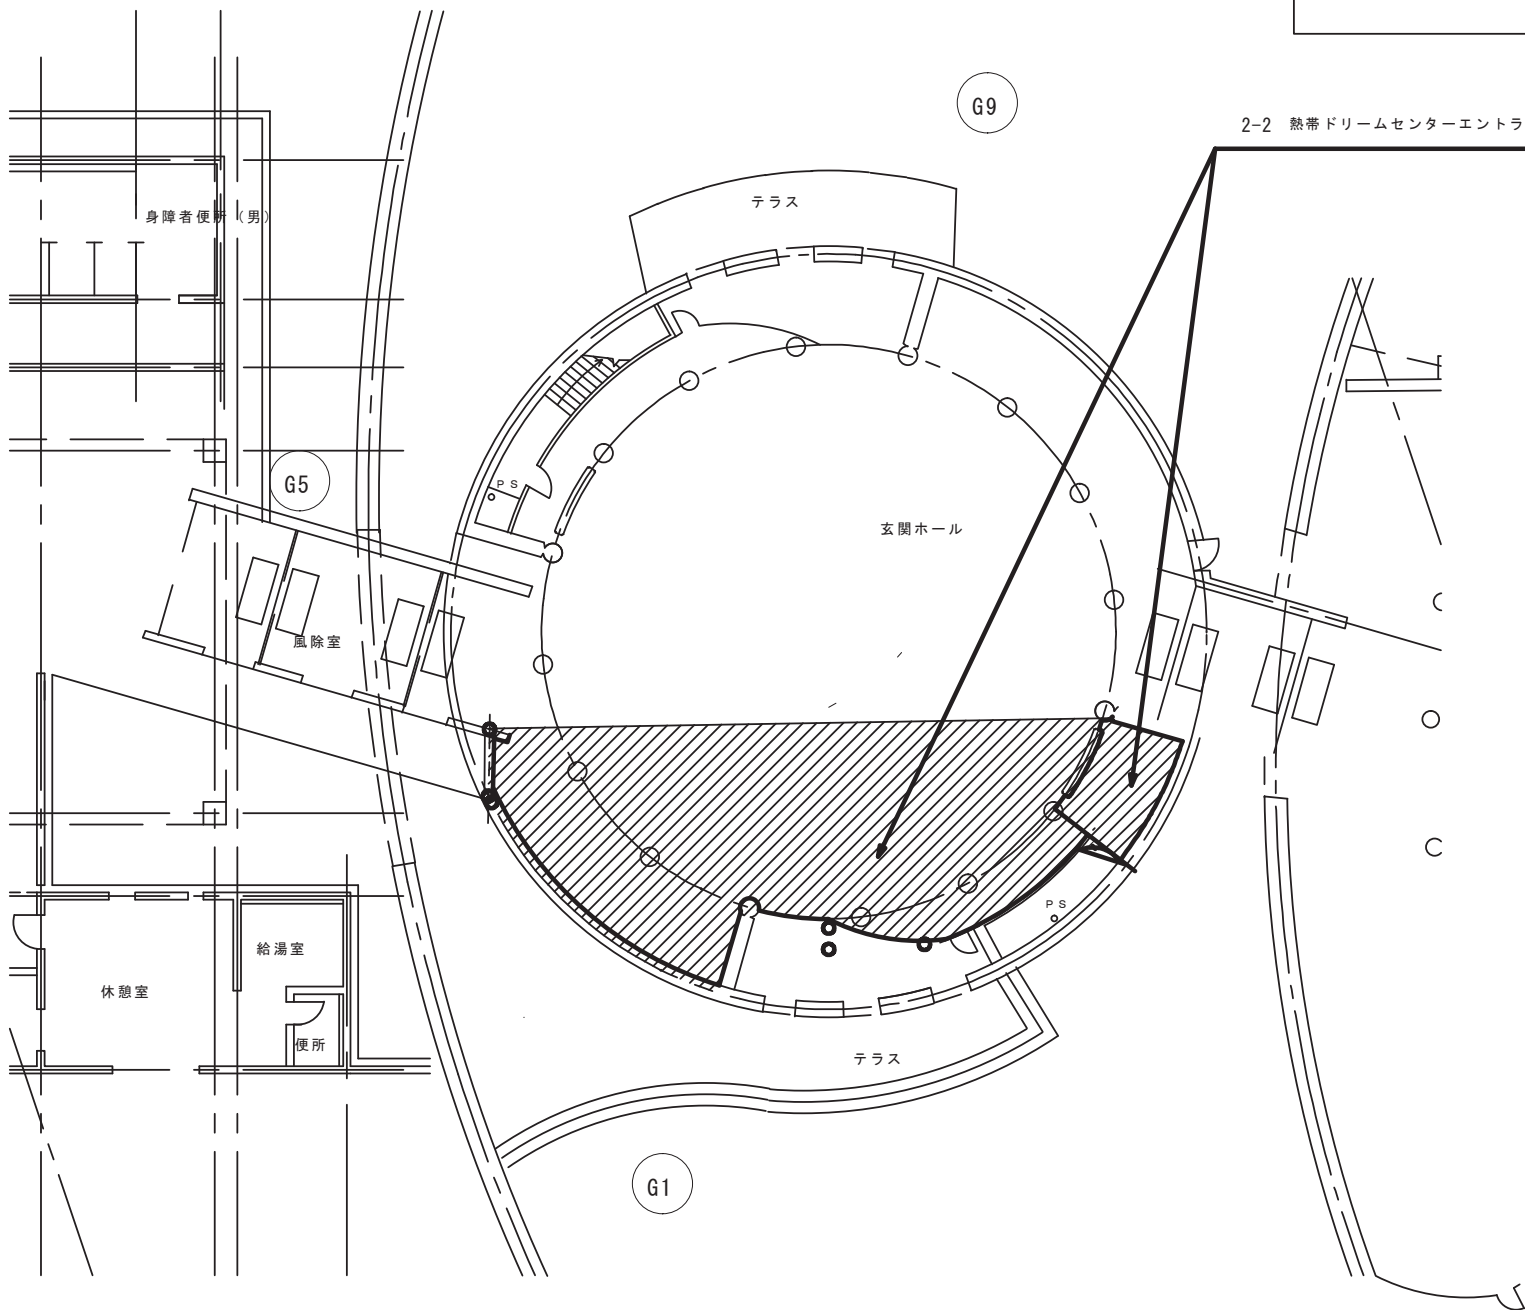 G9
2-2 熱帯ドリームセンターエントラ
テラス
身障者便所（男）
G5
PS
玄関ホール
風除室
PS
給湯室
休憩室
便所
テラス
G1